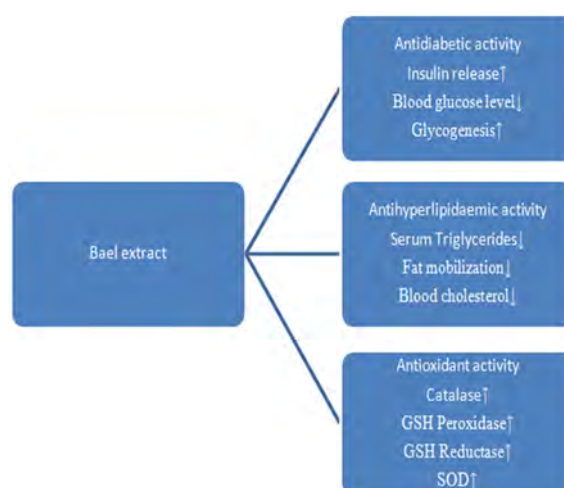 Antidiabetic activity
Insulin release↑
Blood glucose level↓
Glycogenesis↑
Bael extract
Antihyperlipidaemic activity
Serum Triglycerides↓
Fat mobilization↓
Blood cholesterol↓
Antioxidant activity
Catalase↑
GSH Peroxidase↑
GSH Reductase↑
SOD↑